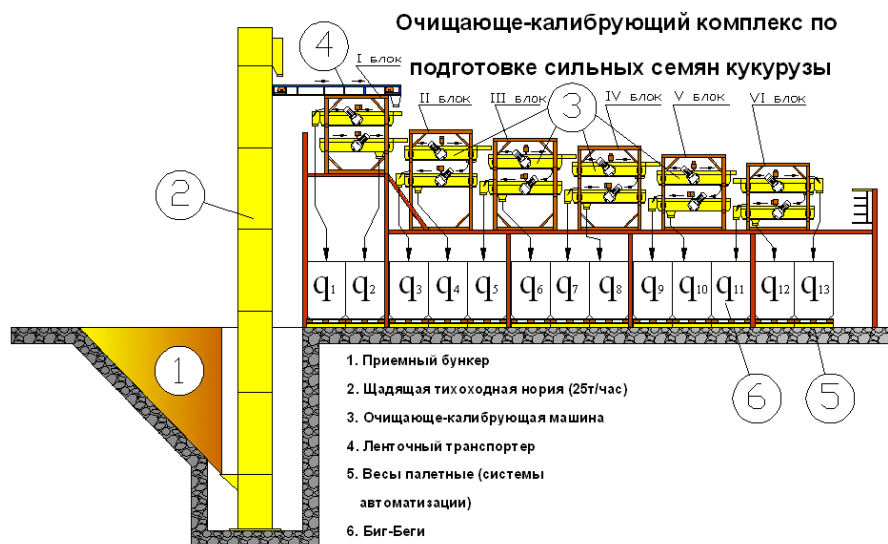 Очищающе-калибрующий комплекс по
подготовке сильных семян кукурузы
4
I блок
II блок
III блок
3
IV блок
V блок
VI блок
2
q1
q2
q3
q4
q5
q6
q7
q8
q9
q10
q11
q12
q13
1
6
5
1. Приемный бункер
2. Щадящая тихоходная нория (25т/час)
3. Очищающе-калибрующая машина
4. Ленточный транспортер
5. Весы палетные (системы
автоматизации)
6. Биг-Беги